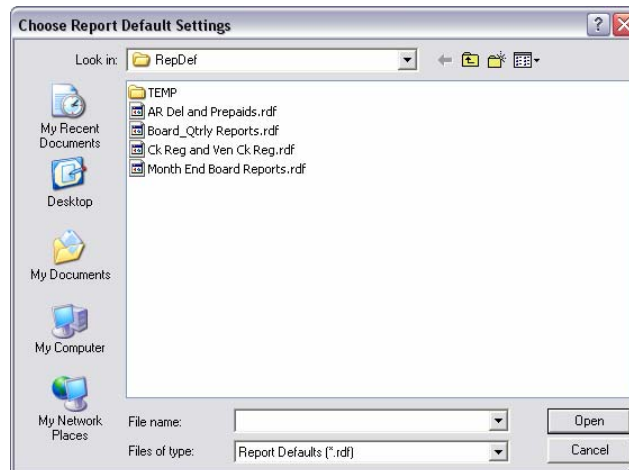 Choose Report Default Settings
Look in:
RepDef
My Recent
Documents
Desktop
My Documents
My Computer
My Network
Places
TEMP
AR Del and Prepaids.rdf
Board_Qtrly Reports.rdf
Ck Reg and Ven Ck Reg.rdf
Month End Board Reports.rdf
File name:
Open
Files of type:
Report Defaults (*.rdf)
Cancel